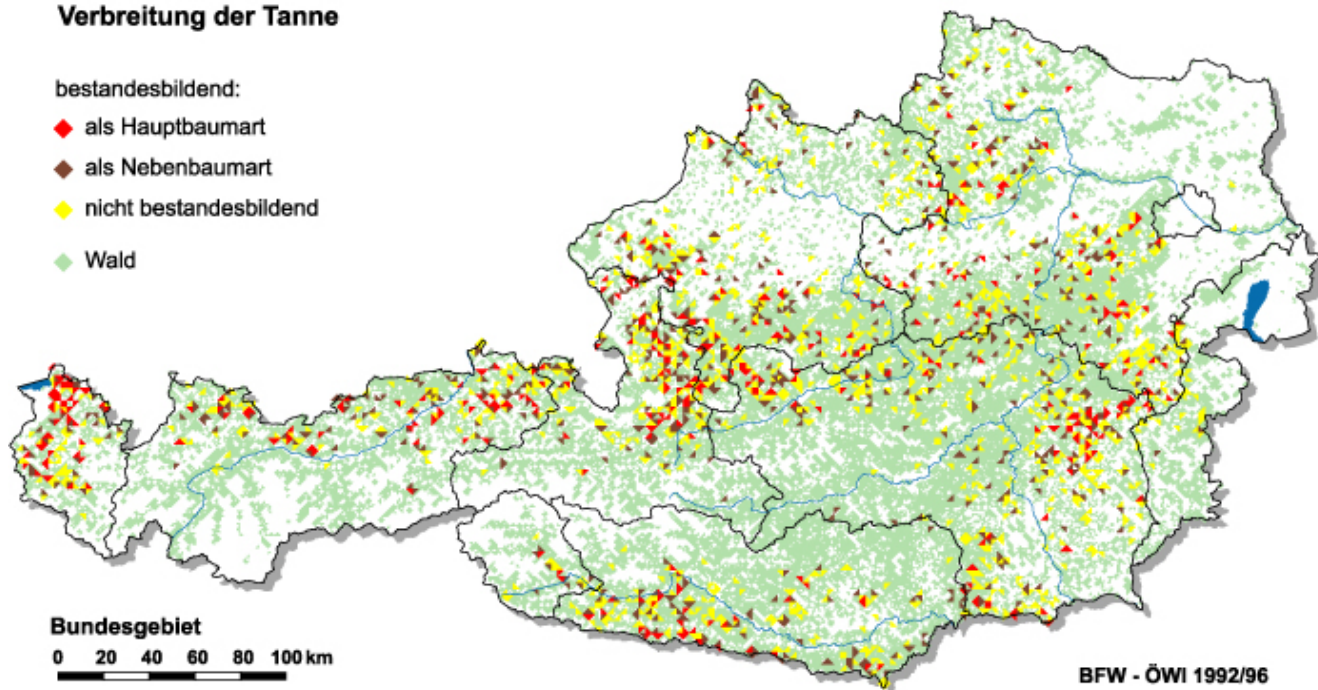 Verbreitung der Tanne
bestandesbildend:
als Hauptbaumart
als Nebenbaumart
nicht bestandesbildend
Wald
Bundesgebiet
0 20 40 60 80 100 km
BFW - ÖWI 1992/96